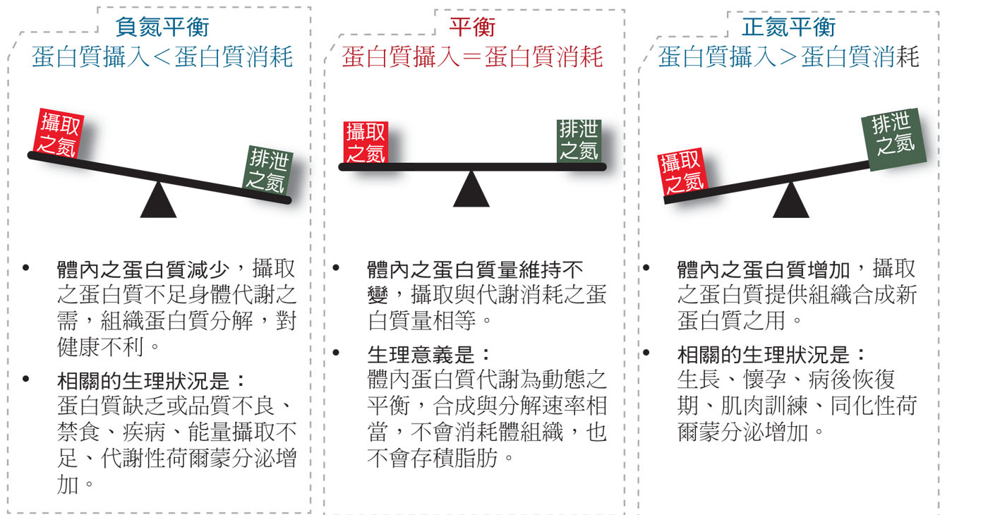 負氮平衡
蛋白質攝入＜蛋白質消耗
攝取
之氮
排泄
之氮
• 體內之蛋白質減少，攝取
之蛋白質不足身體代謝之
需，組織蛋白質分解，對
健康不利。
• 相關的生理狀況是：
蛋白質缺乏或品質不良、
禁食、疾病、能量攝取不
足、代謝性荷爾蒙分泌增
加。
平衡
蛋白質攝入＝蛋白質消耗
攝取
之氮
排泄
之氮
• 體內之蛋白質量維持不
變，攝取與代謝消耗之蛋
白質量相等。
• 生理意義是：
體內蛋白質代謝為動態之
平衡，合成與分解速率相
當，不會消耗體組織，也
不會存積脂肪。
正氮平衡
蛋白質攝入＞蛋白質消耗
攝取
之氮
排泄
之氮
• 體內之蛋白質增加，攝取
之蛋白質提供組織合成新
蛋白質之用。
• 相關的生理狀況是：
生長、懷孕、病後恢復
期、肌肉訓練、同化性荷
爾蒙分泌增加。